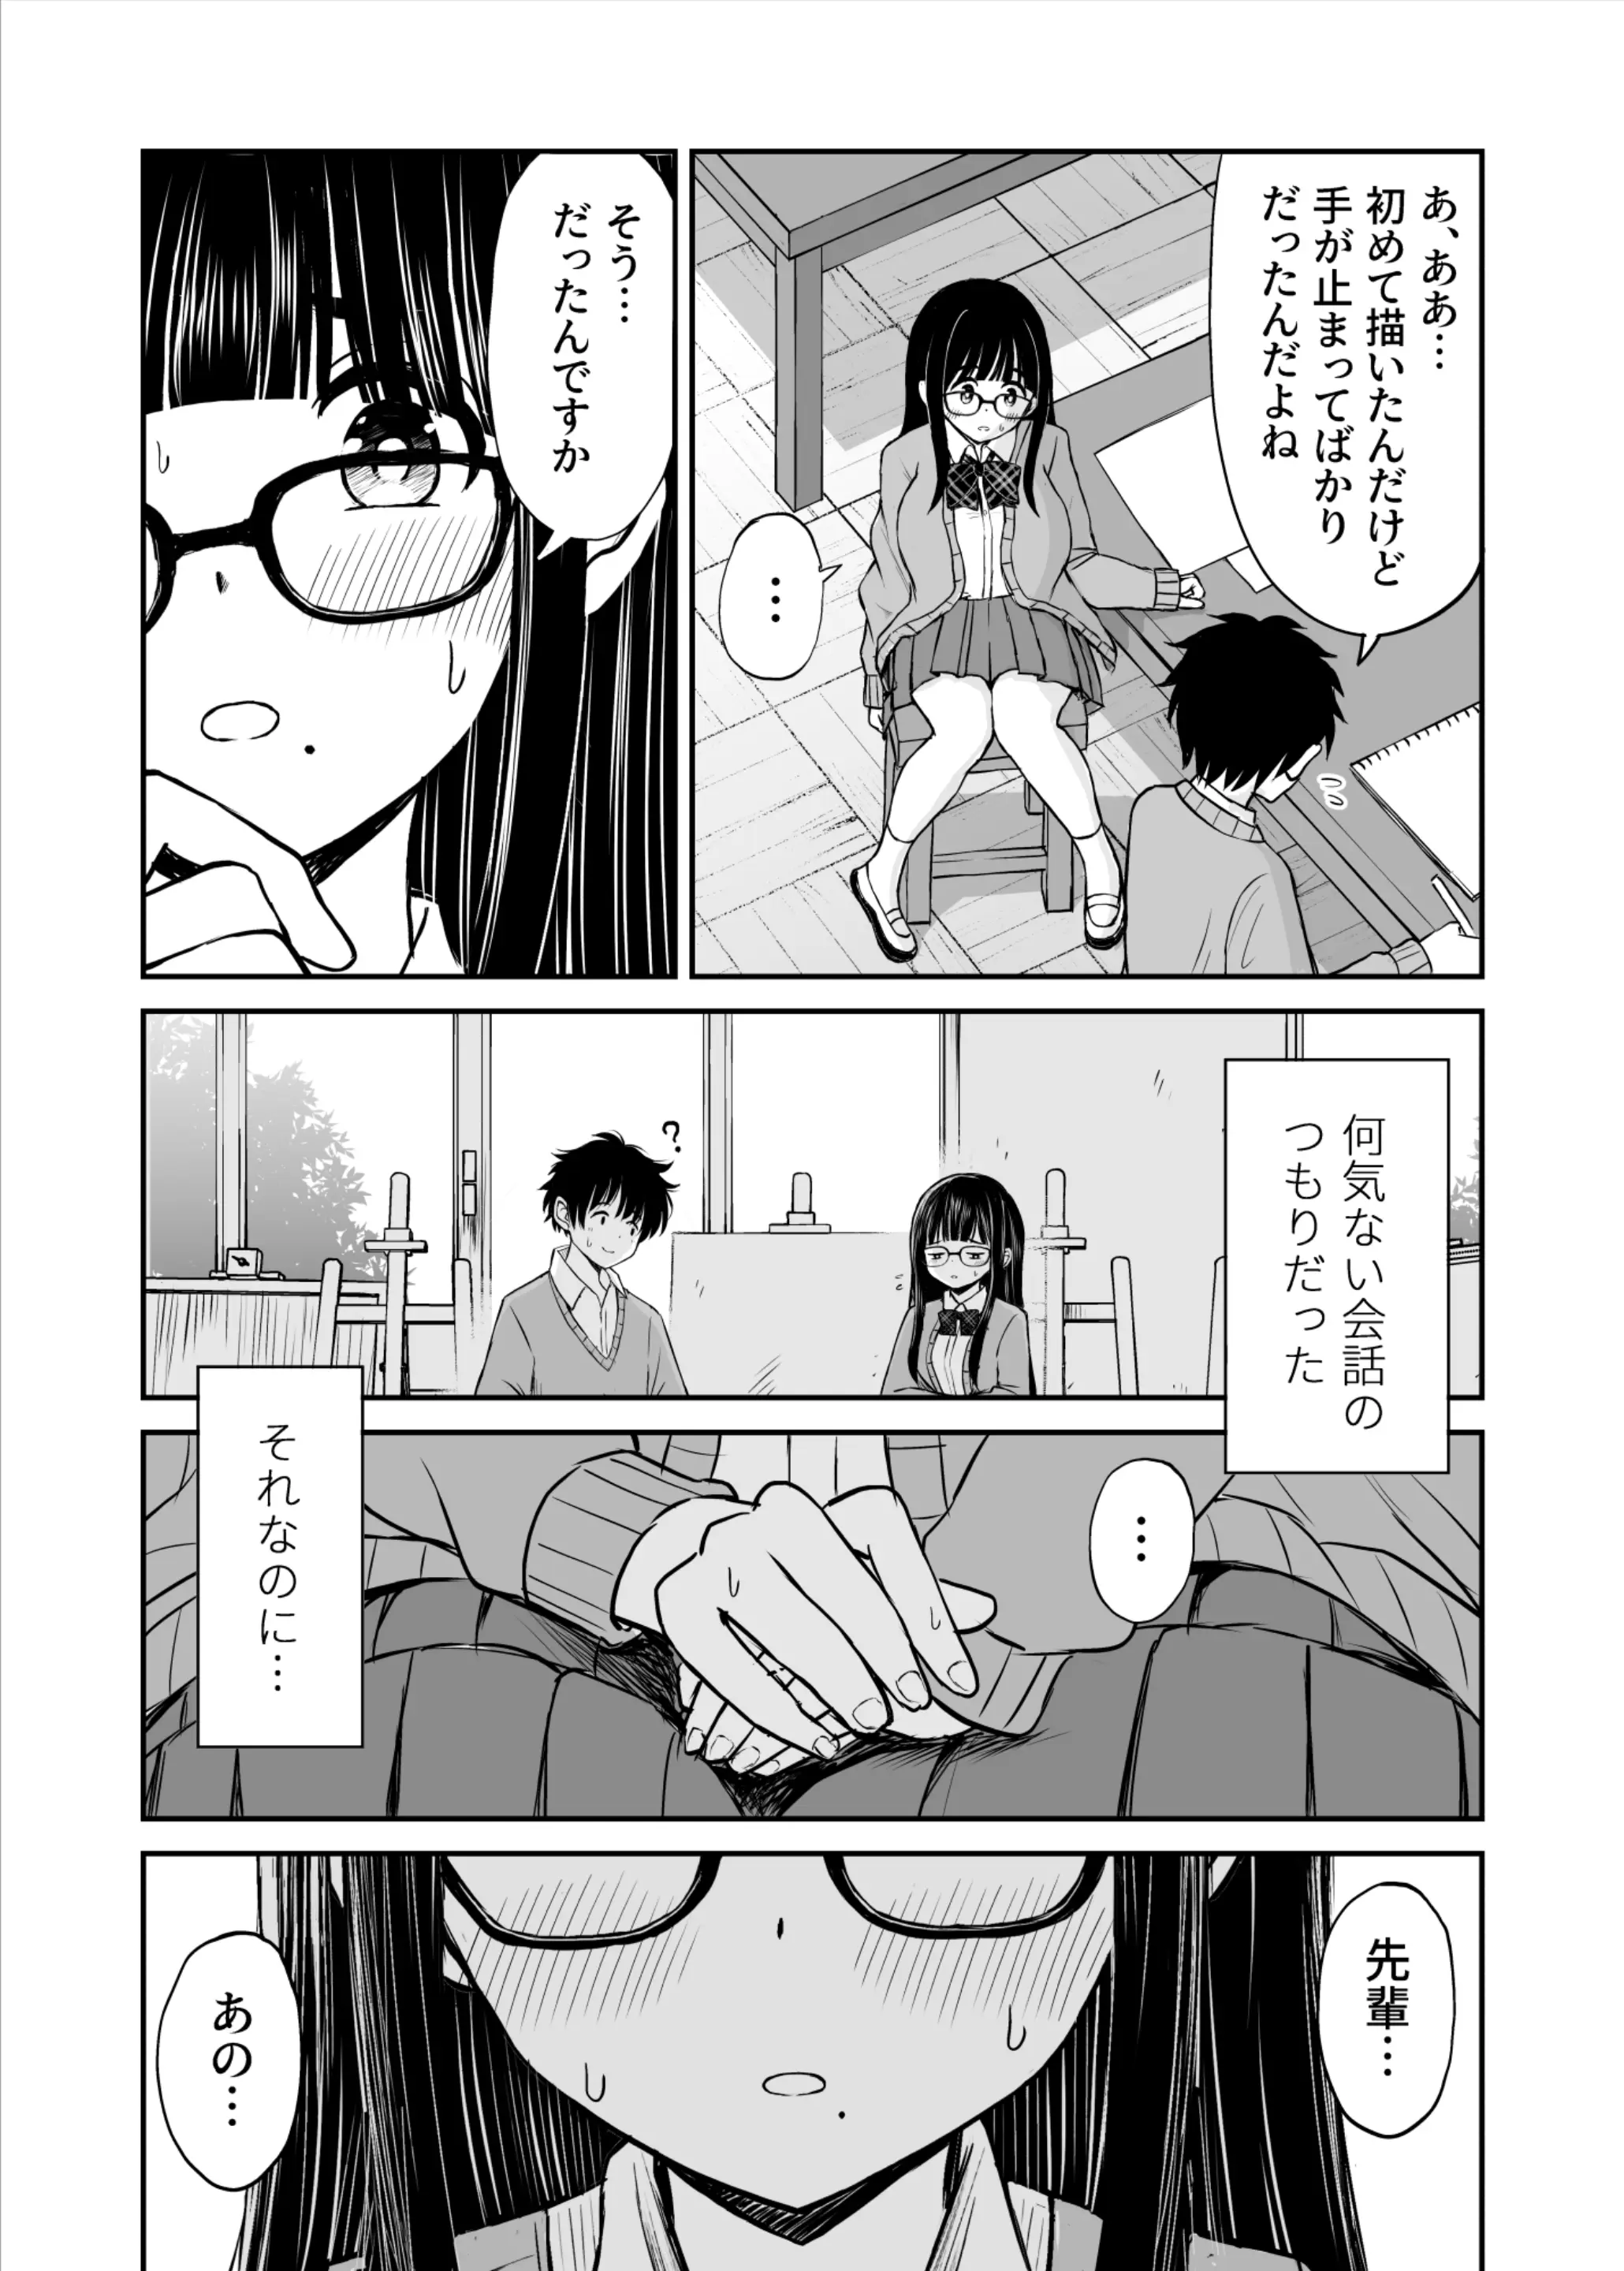 あ、ああ…
初めて描いたんだけど
手が止まってばかり
だったんだよね
…
そう…
だったんですか
?
何気ない会話の
つもりだった
…
それなのに…
先輩…
あの…